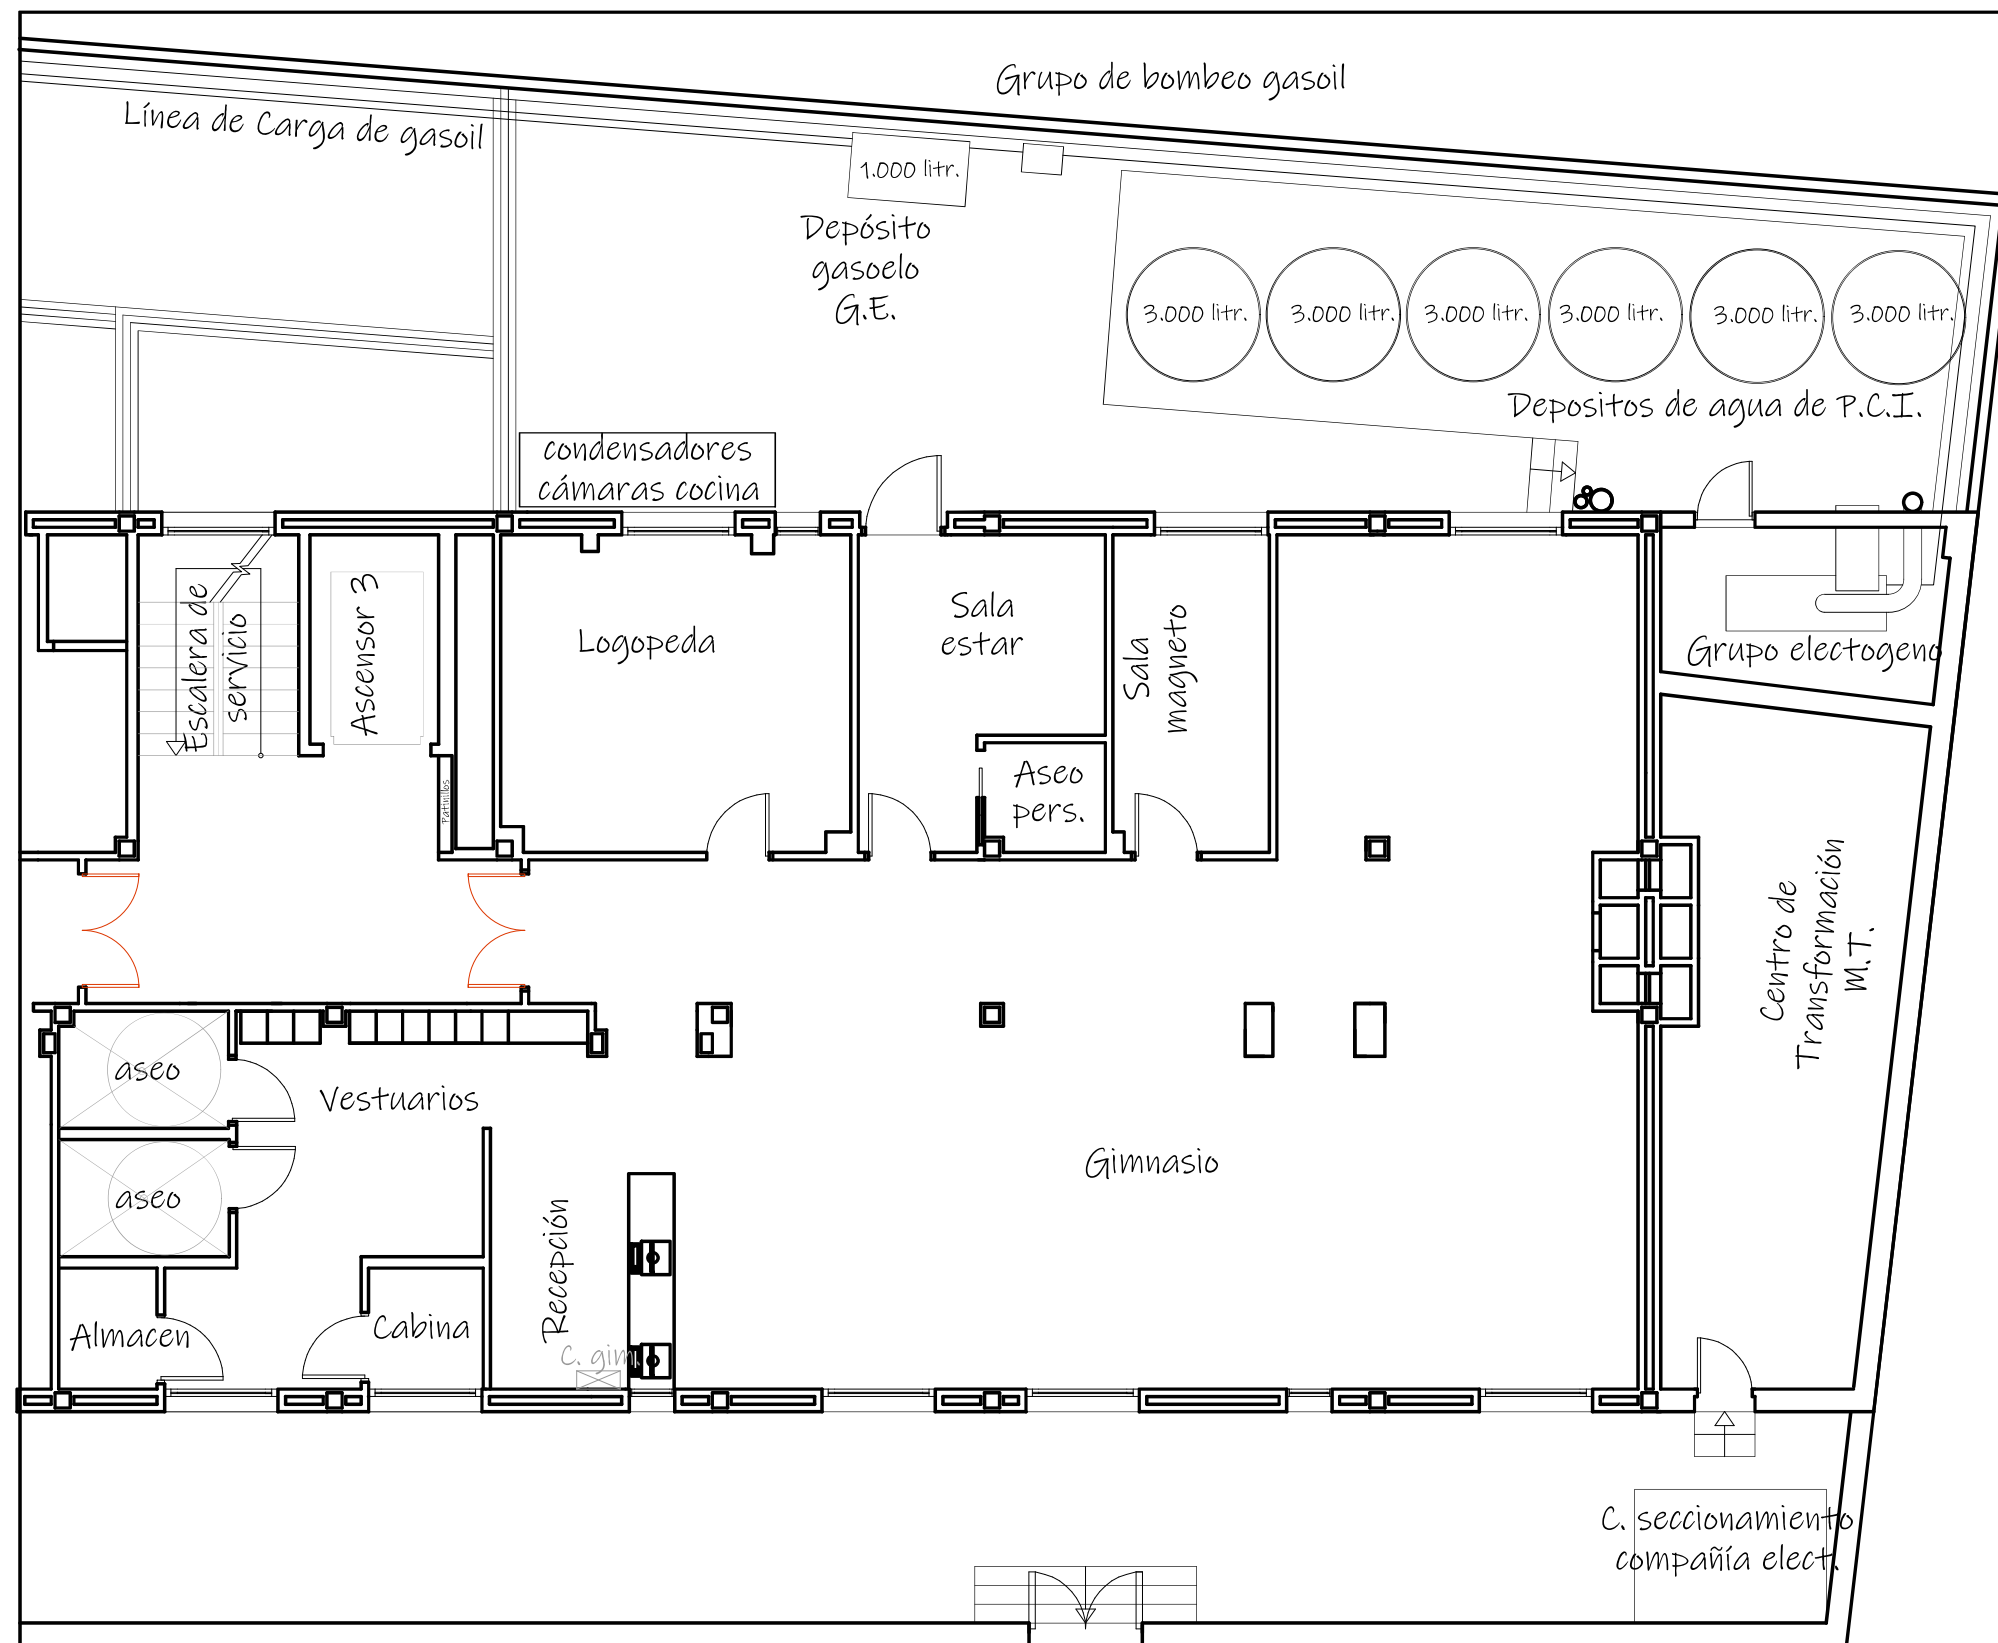 Grupo de bombeo gasoil
Línea de Carga de gasoil
1.000 litr.
Depósito
gasoelo
G.E.
3.000 litr.
3.000 litr.
3.000 litr.
3.000 litr.
3.000 litr.
3.000 litr.
Depositos de agua de P.C.I.
condensadores
cámaras cocina
Escalera de
servicio
Ascensor 3
Patinillos
Logopeda
Sala
estar
Aseo
pers.
Sala
magneto
Grupo electogeno
Centro de
Transformación
M.T.
aseo
aseo
Vestuarios
Gimnasio
Recepción
Almacen
Cabina
C. gim.
C. seccionamiento
compañía elect.